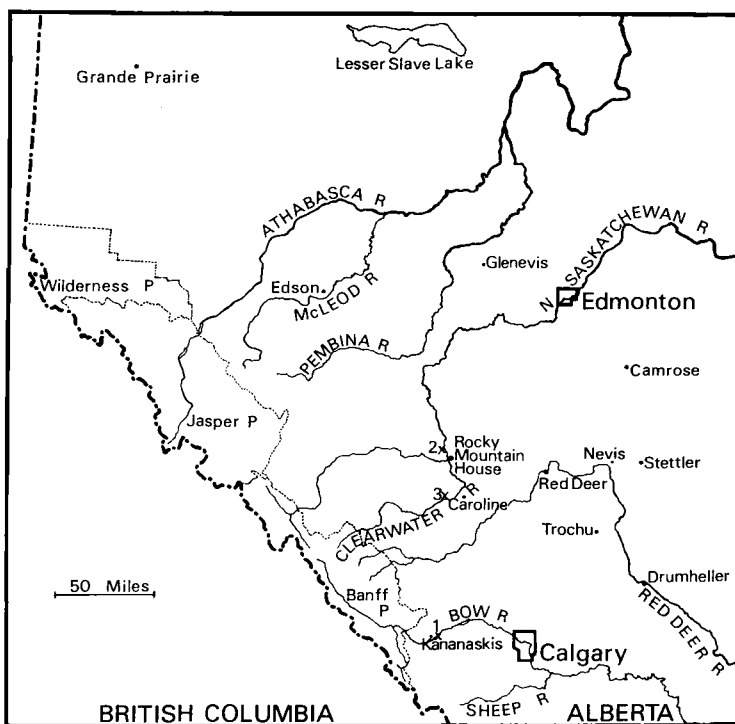 Lesser Slave Lake
Grande Prairie
ATHABASCA R
N SASKATCHEWAN R
Glenevis
Wilderness P
Edson
McLEOD R
Edmonton
PEMBINA R
Camrose
Jasper P
2x Rocky
Mountain
House
Nevis
Stettler
Red Deer
3x
Caroline
CLEARWATER R
Trochu
50 Miles
Banff
P
Drumheller
RED DEER R
1
BOW R
Kananaskis
Calgary
SHEEP R
BRITISH COLUMBIA
ALBERTA